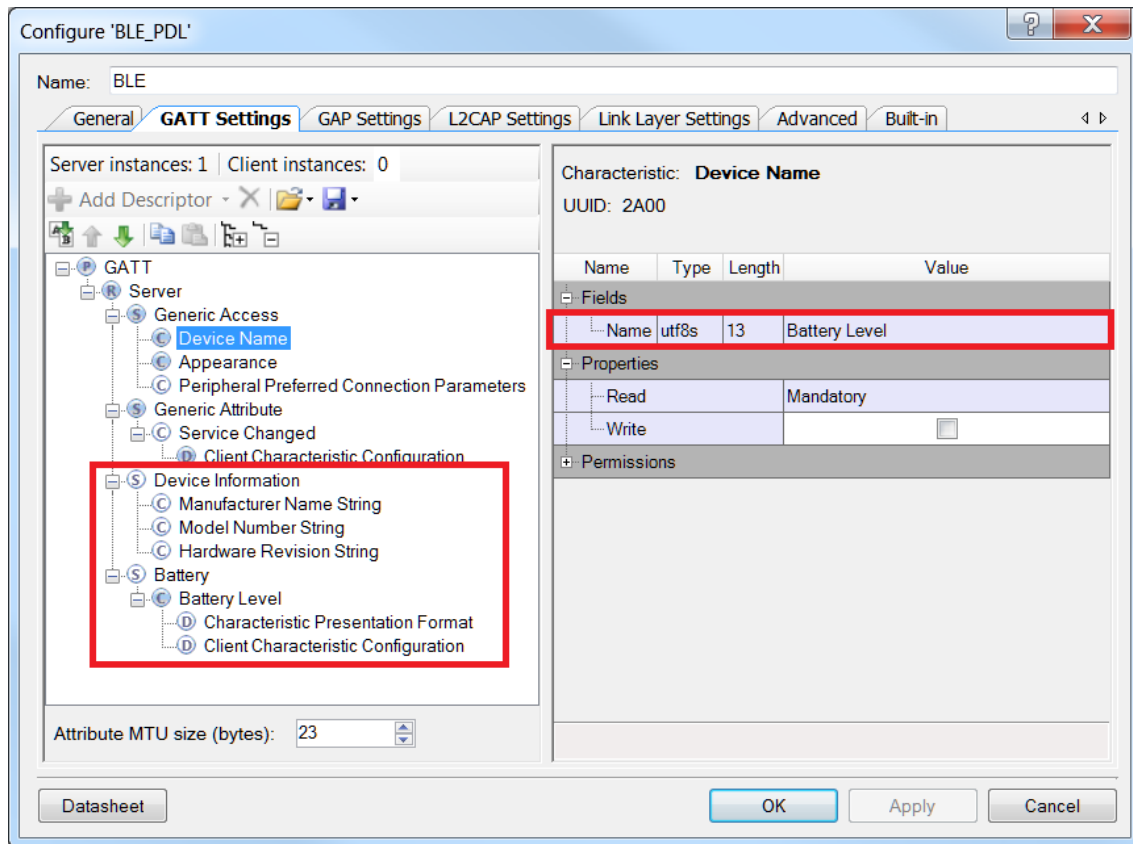 Configure 'BLE_PDL'
Name: BLE
General GATT Settings GAP Settings L2CAP Settings Link Layer Settings Advanced Built-in
Server instances: 1 Client instances: 0
Add Descriptor
GATT
Server
Generic Access
Device Name
Appearance
Peripheral Preferred Connection Parameters
Generic Attribute
Service Changed
Client Characteristic Configuration
Device Information
Manufacturer Name String
Model Number String
Hardware Revision String
Battery
Battery Level
Characteristic Presentation Format
Client Characteristic Configuration
Attribute MTU size (bytes): 23
Characteristic: Device Name
UUID: 2A00
Name Type Length Value
Fields
Name utf8s 13 Battery Level
Properties
Read Mandatory
Write
Permissions
Datasheet OK Apply Cancel